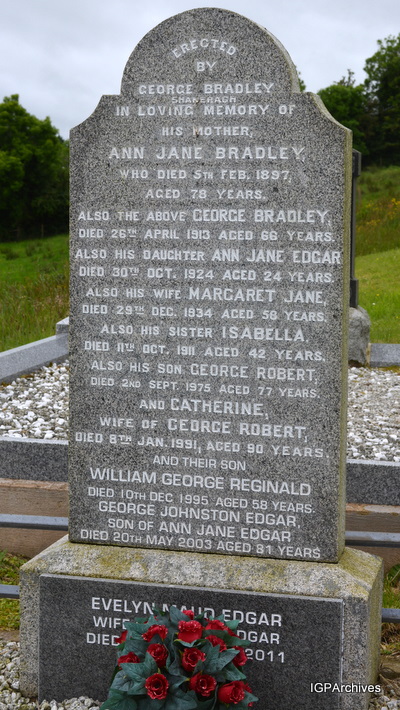 ERECTED
BY
GEORGE BRADLEY
SHANERAGH
IN LOVING MEMORY OF
HIS MOTHER,
ANN JANE BRADLEY,
WHO DIED 5TH FEB. 1897,
AGED 78 YEARS.
ALSO THE ABOVE GEORGE BRADLEY,
DIED 26TH APRIL 1913 AGED 66 YEARS.
ALSO HIS DAUGHTER ANN JANE EDGAR
DIED 30TH OCT. 1924 AGED 24 YEARS.
ALSO HIS WIFE MARGARET JANE,
DIED 29TH DEC. 1934 AGED 58 YEARS.
ALSO HIS SISTER ISABELLA,
DIED 11TH OCT. 1911 AGED 42 YEARS.
ALSO HIS SON GEORGE ROBERT,
DIED 2ND SEPT. 1975 AGED 77 YEARS.
AND CATHERINE,
WIFE OF GEORGE ROBERT,
DIED 8TH JAN. 1991, AGED 90 YEARS.
AND THEIR SON
WILLIAM GEORGE REGINALD
DIED 10TH DEC 1995 AGED 58 YEARS.
GEORGE JOHNSTON EDGAR,
SON OF ANN JANE EDGAR
DIED 20TH MAY 2003 AGED 81 YEARS
EVELYN MAUD EDGAR
WIFE EDGAR
DIED 2011
IGPArchives